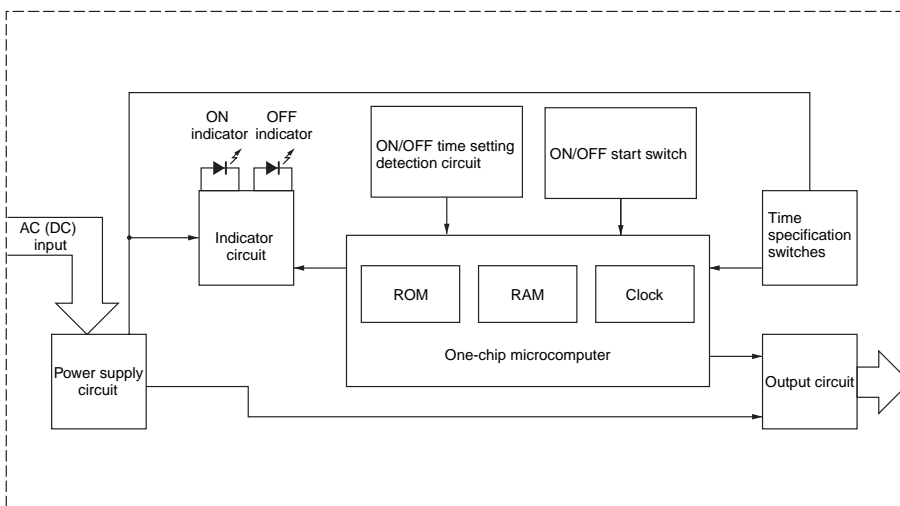 ON
indicator
OFF
indicator
ON/OFF time setting
detection circuit
ON/OFF start switch
AC (DC)
input
Indicator
circuit
Time
specification
switches
ROM
RAM
Clock
One-chip microcomputer
Power supply
circuit
Output circuit